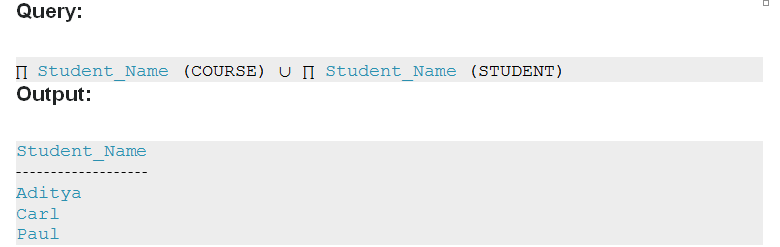 Query:
∏ Student_Name (COURSE) ∪ ∏ Student_Name (STUDENT)
Output:
Student_Name
-------------------
Aditya
Carl
Paul